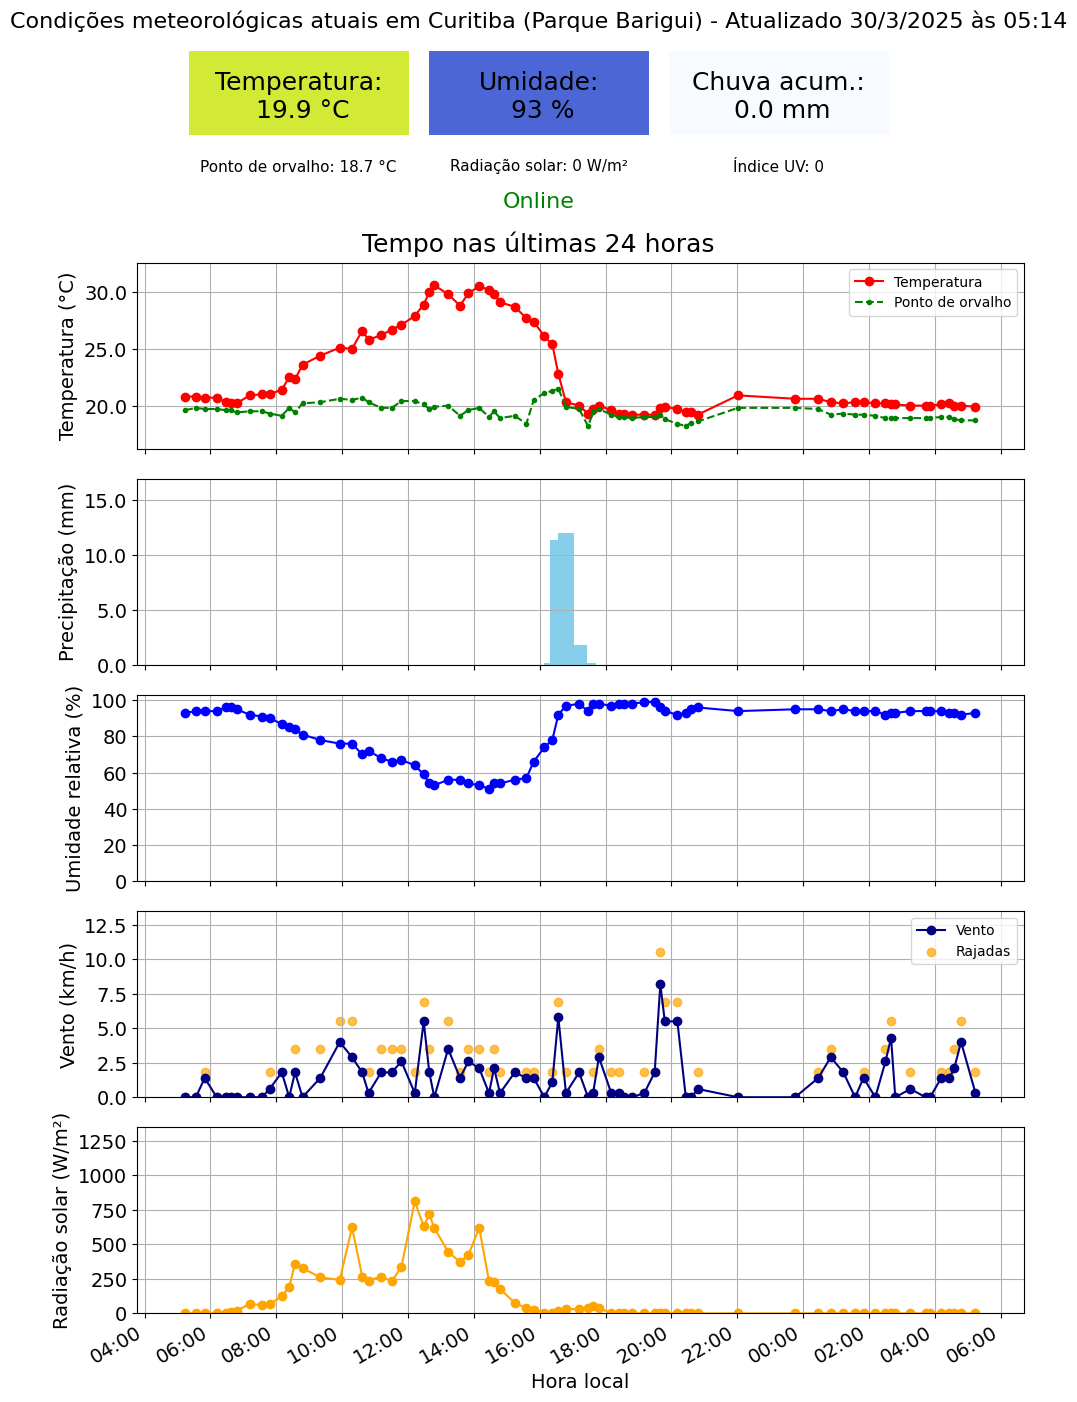 Condições meteorológicas atuais em Curitiba (Parque Barigui) - Atualizado 30/3/2025 às 05:14
Temperatura:
19.9 °C
Umidade:
93 %
Chuva acum.:
0.0 mm
Ponto de orvalho: 18.7 °C
Radiação solar: 0 W/m²
Índice UV: 0
Online
Tempo nas últimas 24 horas
Temperatura (°C)
30.0
25.0
20.0
Temperatura
Ponto de orvalho
Precipitação (mm)
15.0
10.0
5.0
0.0
Umidade relativa (%)
100
80
60
40
20
0
Vento (km/h)
12.5
10.0
7.5
5.0
2.5
0.0
Vento
Rajadas
Radiação solar (W/m²)
1250
1000
750
500
250
0
04:00
06:00
08:00
10:00
12:00
14:00
16:00
18:00
20:00
22:00
00:00
02:00
04:00
06:00
Hora local